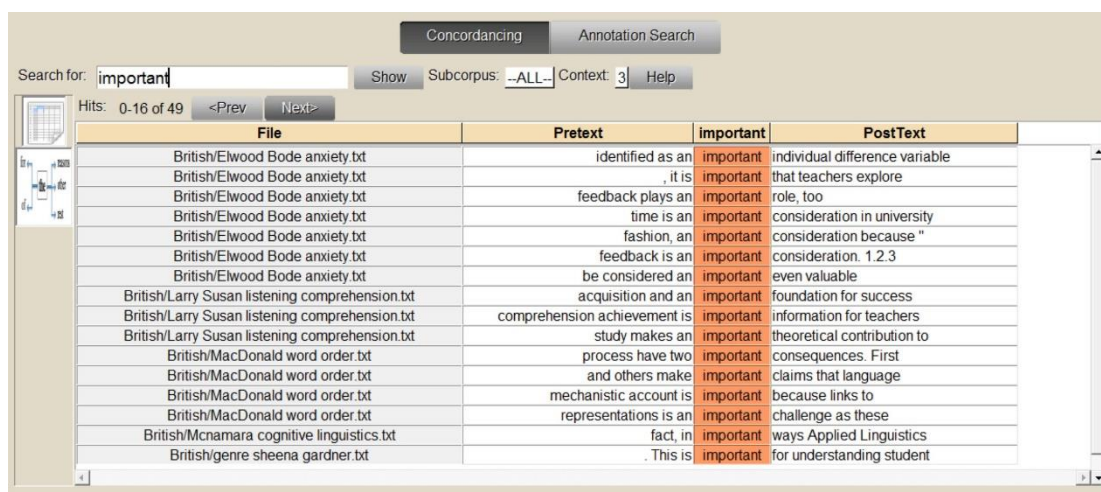 Concordancing Annotation Search
Search for: important Show Subcorpus: --ALL-- Context: 3 Help
Hits: 0-16 of 49 <Prev Next>
File Pretext important PostText
British/Elwood Bode anxiety.txt identified as an important individual difference variable
British/Elwood Bode anxiety.txt , it is important that teachers explore
British/Elwood Bode anxiety.txt feedback plays an important role, too
British/Elwood Bode anxiety.txt time is an important consideration in university
British/Elwood Bode anxiety.txt fashion, an important consideration because "
British/Elwood Bode anxiety.txt feedback is an important consideration. 1.2.3
British/Elwood Bode anxiety.txt be considered an important even valuable
British/Larry Susan listening comprehension.txt acquisition and an important foundation for success
British/Larry Susan listening comprehension.txt comprehension achievement is important information for teachers
British/Larry Susan listening comprehension.txt study makes an important theoretical contribution to
British/MacDonald word order.txt process have two important consequences. First
British/MacDonald word order.txt and others make important claims that language
British/MacDonald word order.txt mechanistic account is important because links to
British/MacDonald word order.txt representations is an important challenge as these
British/Mcnamara cognitive linguistics.txt fact, in important ways Applied Linguistics
British/genre sheena gardner.txt . This is important for understanding student